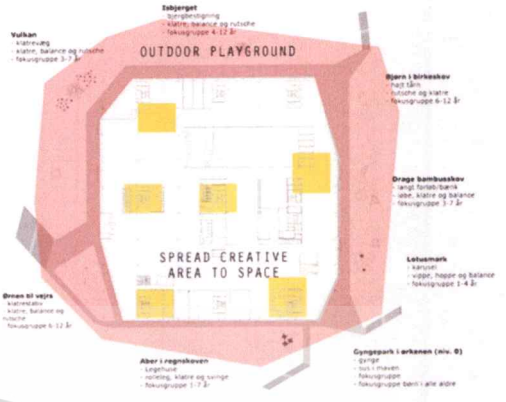 Isbjerget
- bjergbestigning
- klatre, balance og rutsche
- fokusgruppe 4-12 år
Vulkan
- klatrevæg
- klatre, balance og rutsche
- fokusgruppe 3-7 år
OUTDOOR PLAYGROUND
Bjørn i birkeskov
- højt tårn
- rutsche og klatre
- fokusgruppe 6-12 år
Drage bambusskov
- langt forløb/bænk
- løbe, klatre og balance
- fokusgruppe 3-7 år
SPREAD CREATIVE
AREA TO SPACE
Lotusmark
- karusel
- vippe, hoppe og balance
- fokusgruppe 1-4 år
Ørnen til vejrs
- klatrestativ
- klatre, balance og
rutsche
- fokusgruppe 6-12 år
Aber i regnskoven
- Legehuse
- rolleleg, klatre og svinge
- fokusgruppe 1-7 år
Gyngepark i ørkenen (niv. 0)
- gynge
- sus i maven
- fokusgruppe
- fokusgruppe børn i alle aldre